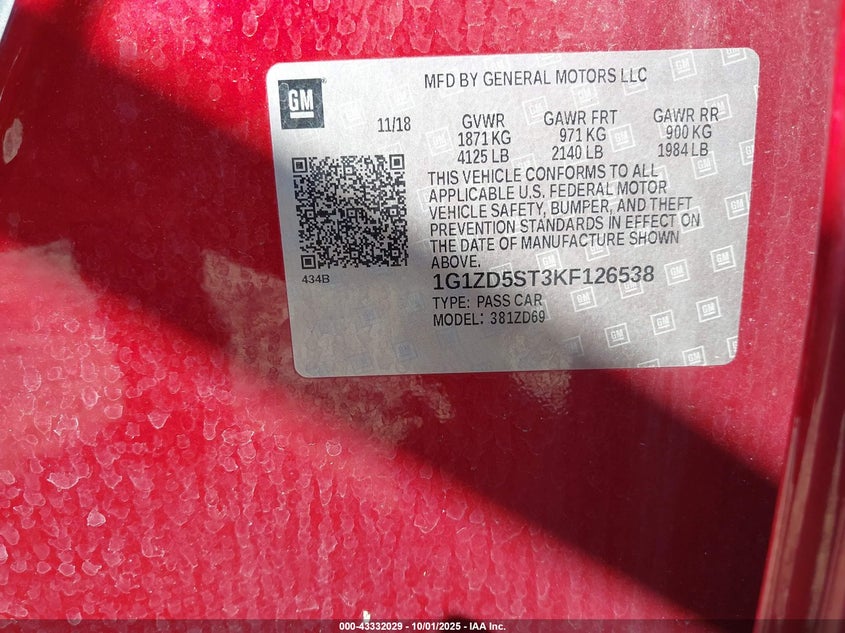 GM
MFD BY GENERAL MOTORS LLC
11/18
GVWR GAWR FRT GAWR RR
1871 KG 971 KG 900 KG
4125 LB 2140 LB 1984 LB
THIS VEHICLE CONFORMS TO ALL
APPLICABLE U.S. FEDERAL MOTOR
VEHICLE SAFETY, BUMPER, AND THEFT
PREVENTION STANDARDS IN EFFECT ON
THE DATE OF MANUFACTURE SHOWN
ABOVE.
434B
1G1ZD5ST3KF126538
TYPE: PASS CAR
MODEL: 381ZD69
000-43332029 - 10/01/2025 - IAA Inc.